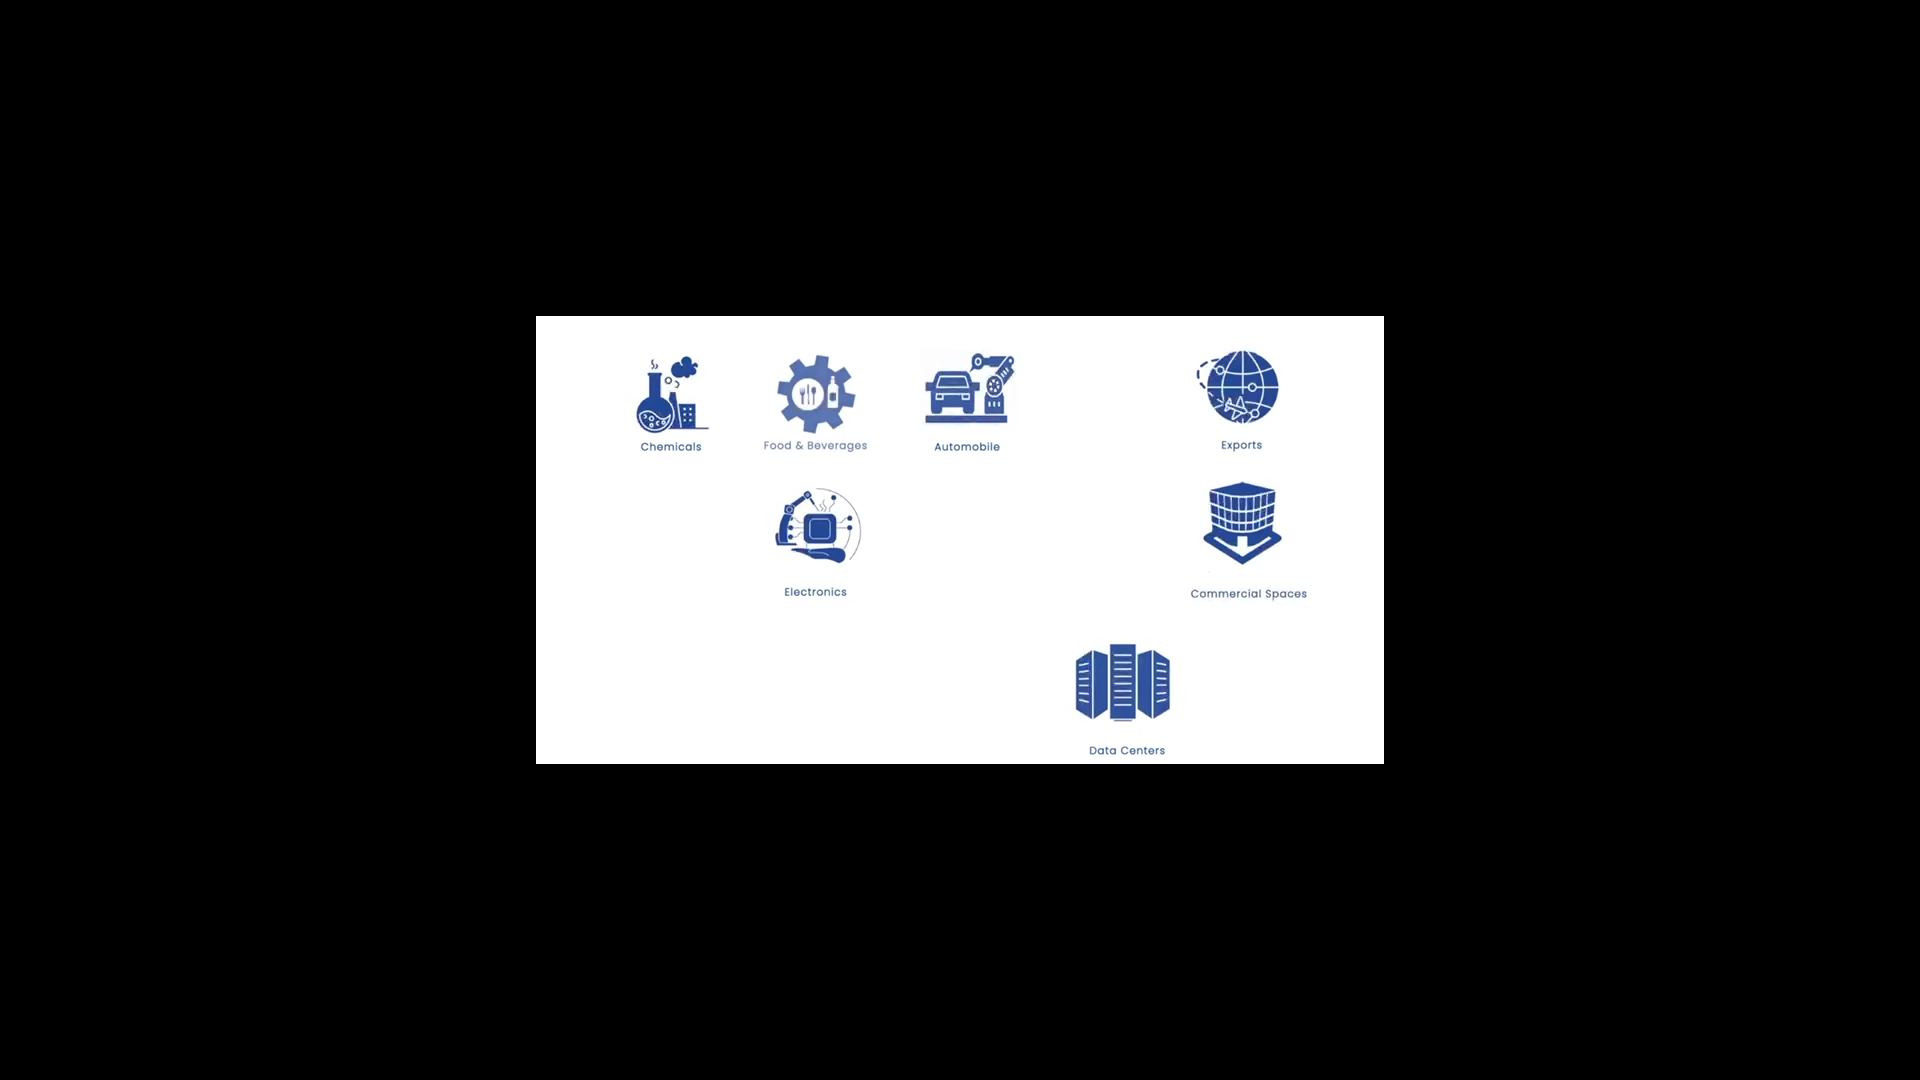 Chemicals
Food & Beverages
Automobile
Exports
Electronics
Commercial Spaces
Data Centers